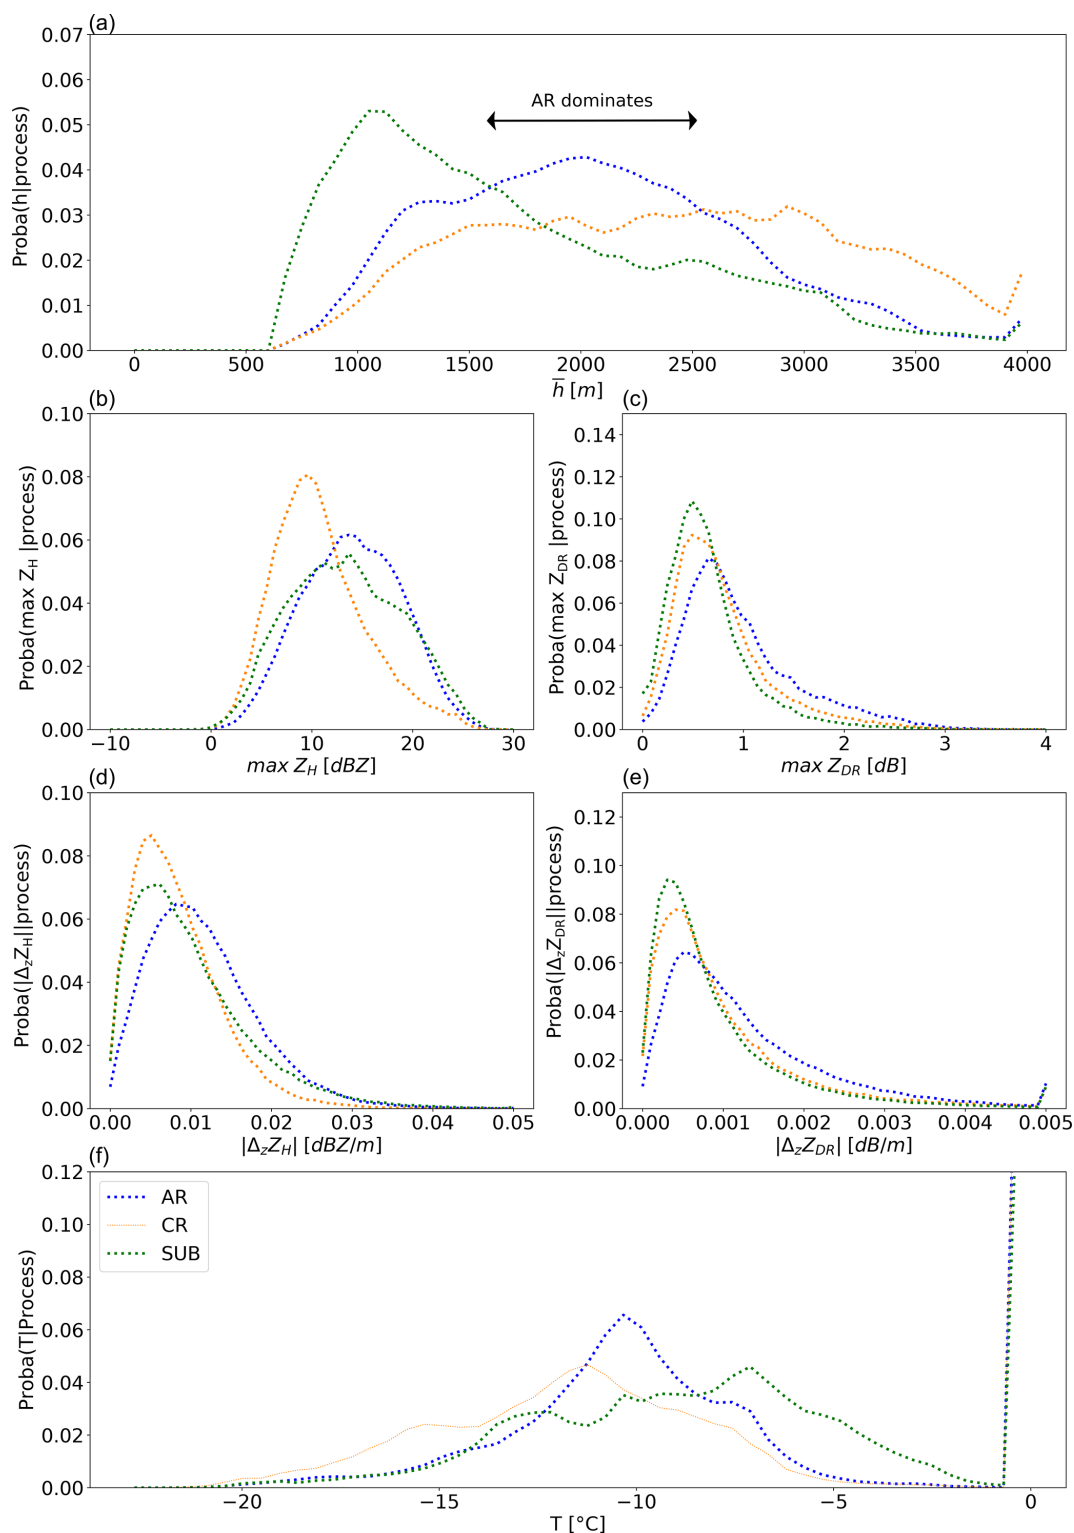 (a)
0.07
0.06
0.05
0.04
0.03
0.02
0.01
0.00
Proba(h|process)
AR dominates
0 500 1000 1500 2000 2500 3000 3500 4000
h̅ [m]
(b)
0.10
0.08
0.06
0.04
0.02
0.00
Proba(max Z_H |process)
−10 0 10 20 30
max Z_H [dBZ]
(c)
0.14
0.12
0.10
0.08
0.06
0.04
0.02
0.00
Proba(max Z_DR |process)
0 1 2 3 4
max Z_DR [dB]
(d)
0.10
0.08
0.06
0.04
0.02
0.00
Proba(|Δ_zZ_H||process)
0.00 0.01 0.02 0.03 0.04 0.05
|Δ_zZ_H| [dBZ/m]
(e)
0.12
0.10
0.08
0.06
0.04
0.02
0.00
Proba(|Δ_zZ_DR||process)
0.000 0.001 0.002 0.003 0.004 0.005
|Δ_zZ_DR| [dB/m]
(f)
0.12
0.10
0.08
0.06
0.04
0.02
0.00
Proba(T|Process)
AR
CR
SUB
−20 −15 −10 −5 0
T [°C]